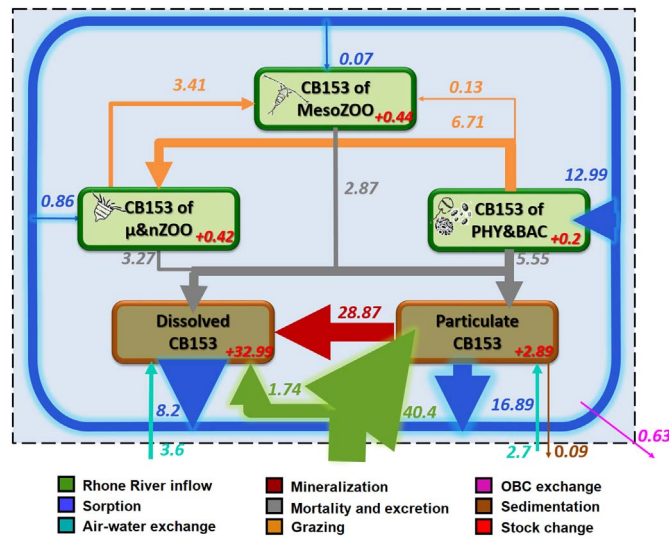 0.07
3.41
CB153 of
MesoZOO
+0.44
0.13
6.71
12.99
2.87
0.86
CB153 of
µ&nZOO
+0.42
CB153 of
PHY&BAC
+0.2
3.27
5.55
Dissolved
CB153
+32.99
28.87
Particulate
CB153
+2.89
8.2
1.74
40.4
16.89
3.6
2.7
0.09
0.63
Rhone River inflow
Mineralization
OBC exchange
Sorption
Mortality and excretion
Sedimentation
Air-water exchange
Grazing
Stock change